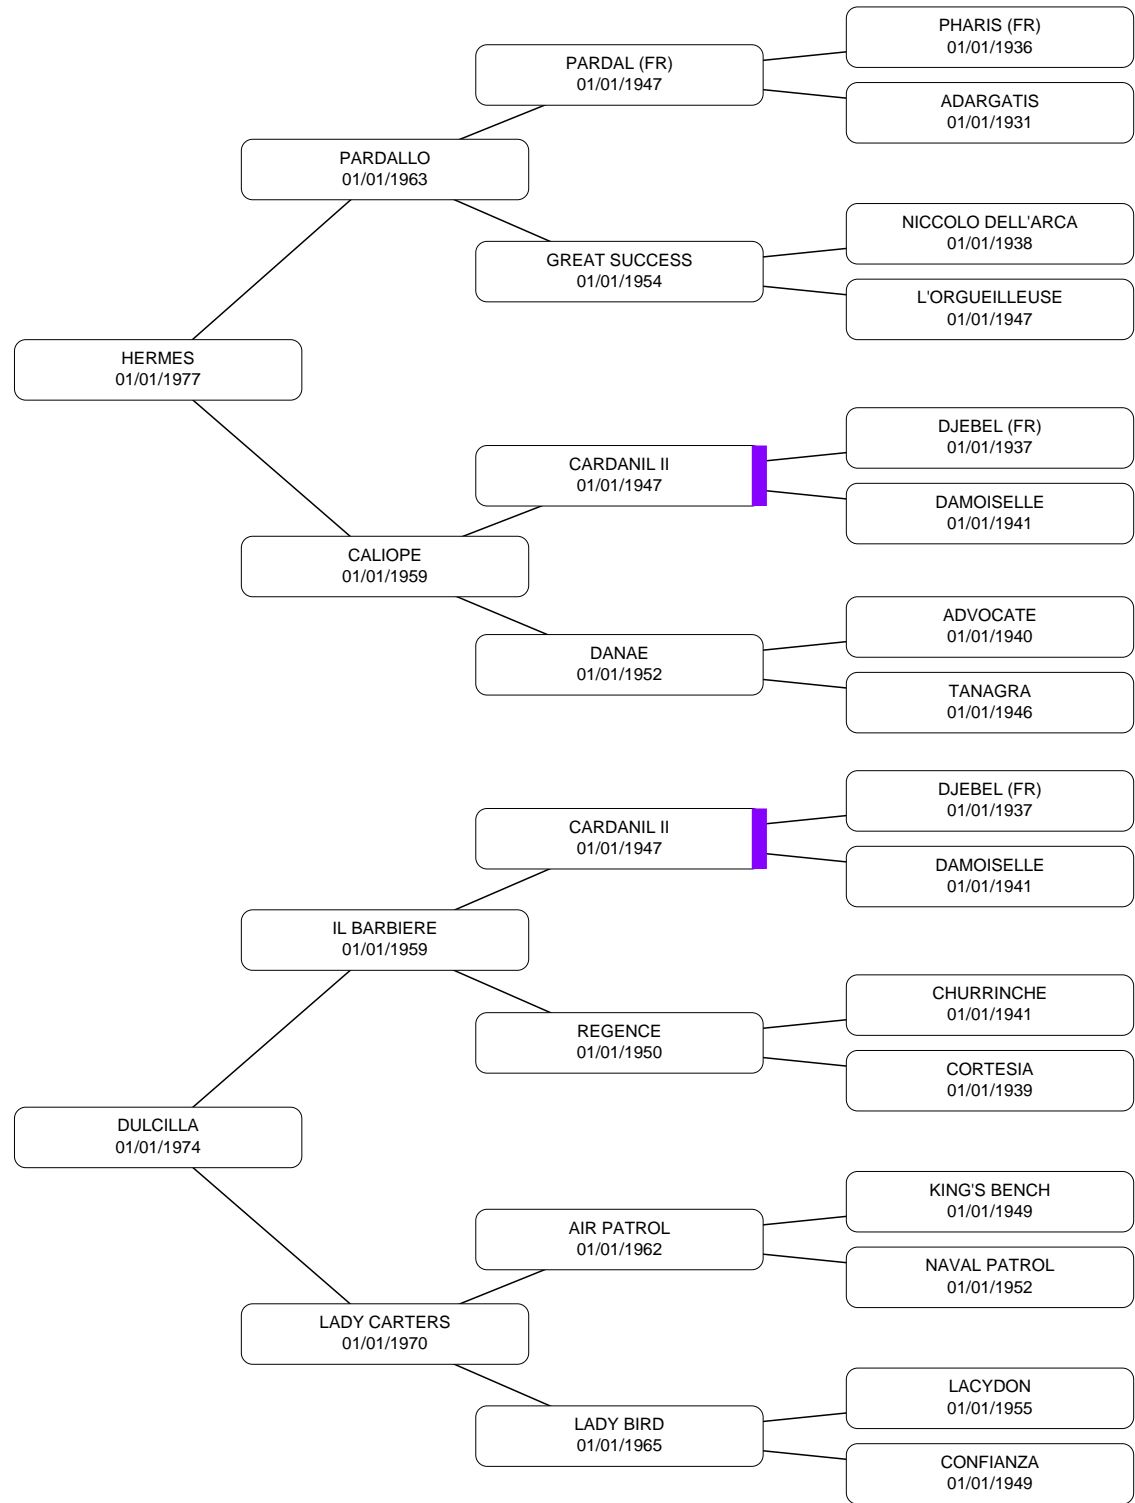 PHARIS (FR)
01/01/1936
PARDAL (FR)
01/01/1947
ADARGATIS
01/01/1931
PARDALLO
01/01/1963
NICCOLO DELL'ARCA
01/01/1938
GREAT SUCCESS
01/01/1954
L'ORGUEILLEUSE
01/01/1947
HERMES
01/01/1977
DJEBEL (FR)
01/01/1937
CARDANIL II
01/01/1947
DAMOISELLE
01/01/1941
CALIOPE
01/01/1959
ADVOCATE
01/01/1940
DANAE
01/01/1952
TANAGRA
01/01/1946
DJEBEL (FR)
01/01/1937
CARDANIL II
01/01/1947
DAMOISELLE
01/01/1941
IL BARBIERE
01/01/1959
CHURRINCHE
01/01/1941
REGENCE
01/01/1950
CORTESIA
01/01/1939
DULCILLA
01/01/1974
KING'S BENCH
01/01/1949
AIR PATROL
01/01/1962
NAVAL PATROL
01/01/1952
LADY CARTERS
01/01/1970
LACYDON
01/01/1955
LADY BIRD
01/01/1965
CONFIANZA
01/01/1949